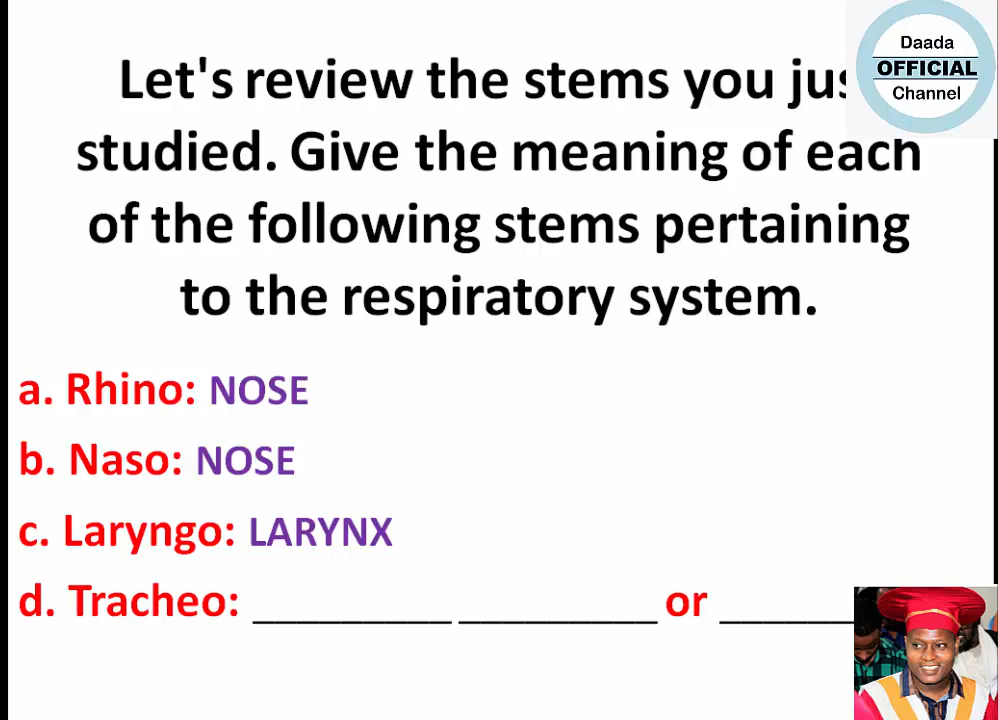 Let's review the stems you
studied. Give the meaning of each
of the following stems pertaining
to the respiratory system.
a. Rhino: NOSE
b. Naso: NOSE
c. Laryngo: LARYNX
d. Tracheo: _________ _________ or ______
Daada
OFFICIAL
Channel